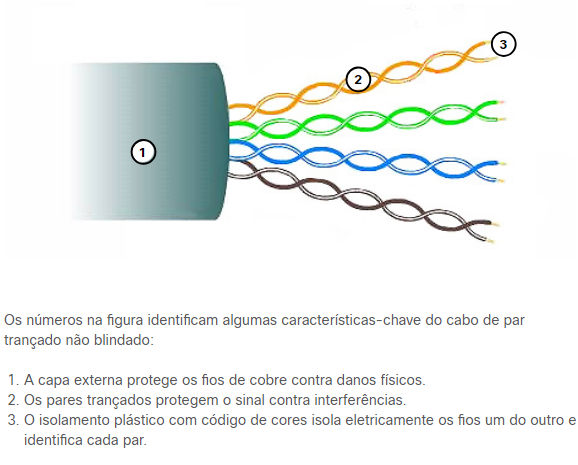 3
2
1
Os números na figura identificam algumas características-chave do cabo de par
trançado não blindado:
1. A capa externa protege os fios de cobre contra danos físicos.
2. Os pares trançados protegem o sinal contra interferências.
3. O isolamento plástico com código de cores isola eletricamente os fios um do outro e
identifica cada par.